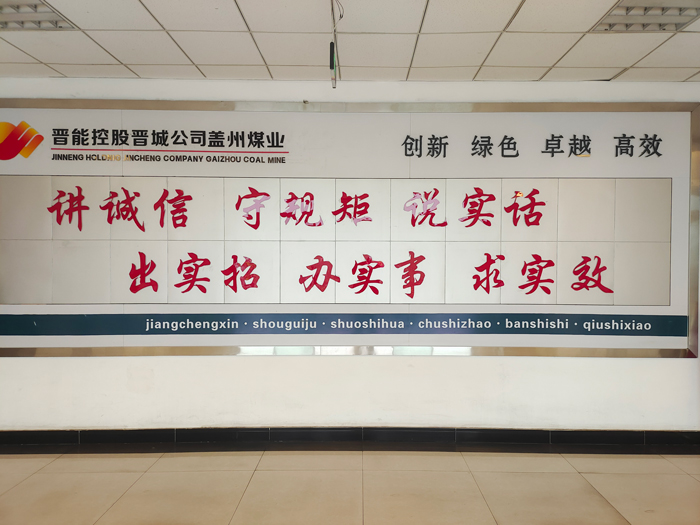 晋能控股晋城公司盖州煤业
JINNENG HOLDING JINCHENG COMPANY GAIZHOU COAL MINE
创新 绿色 卓越 高效
讲诚信 守规矩 说实话
出实招 办实事 求实效
jiangchengxin · shouguiju · shuoshihua · chushizhao · banshishi · qiushixiao